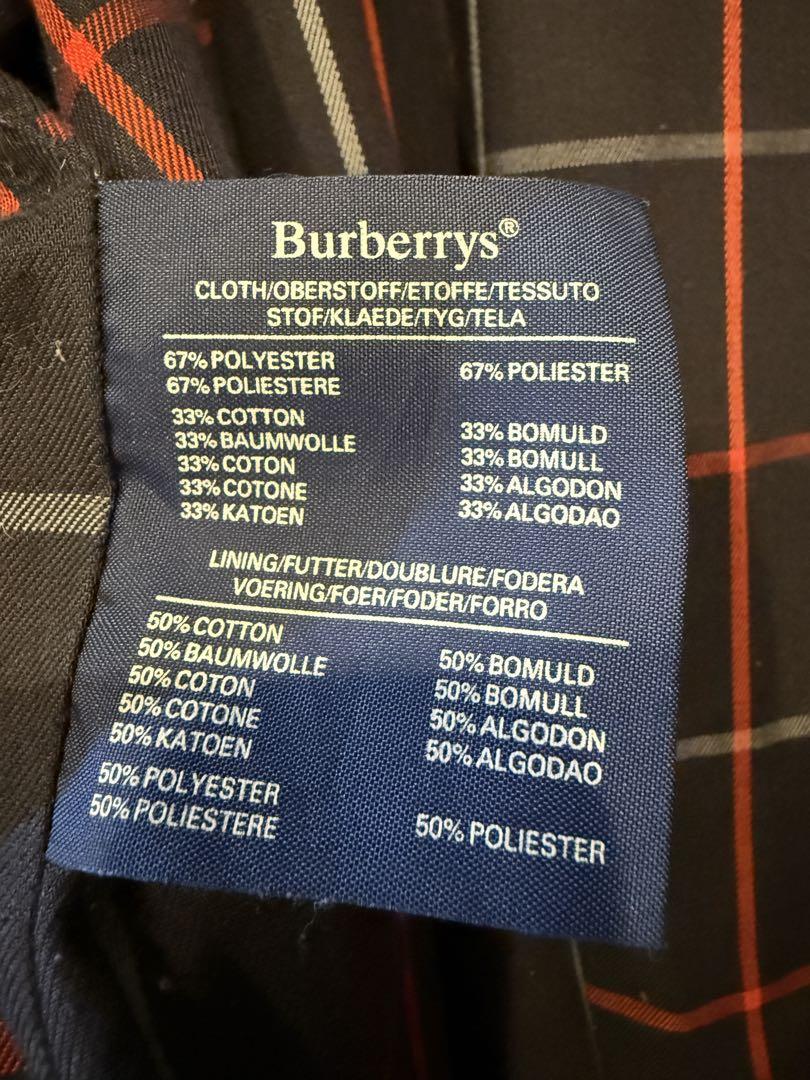 Burberrys®
CLOTH/OBERSTOFF/ETOFFE/TESSUTO
STOF/KLAEDE/TYG/TELA
67% POLYESTER
67% POLIESTERE
67% POLIESTER
33% COTTON
33% BAUMWOLLE
33% COTON
33% COTONE
33% KATOEN
33% BOMULD
33% BOMULL
33% ALGODON
33% ALGODAO
LINING/FUTTER/DOUBLURE/FODERA
VOERING/FOER/FODER/FORRO
50% COTTON
50% BAUMWOLLE
50% COTON
50% COTONE
50% KATOEN
50% BOMULD
50% BOMULL
50% ALGODON
50% ALGODAO
50% POLYESTER
50% POLIESTERE
50% POLIESTER